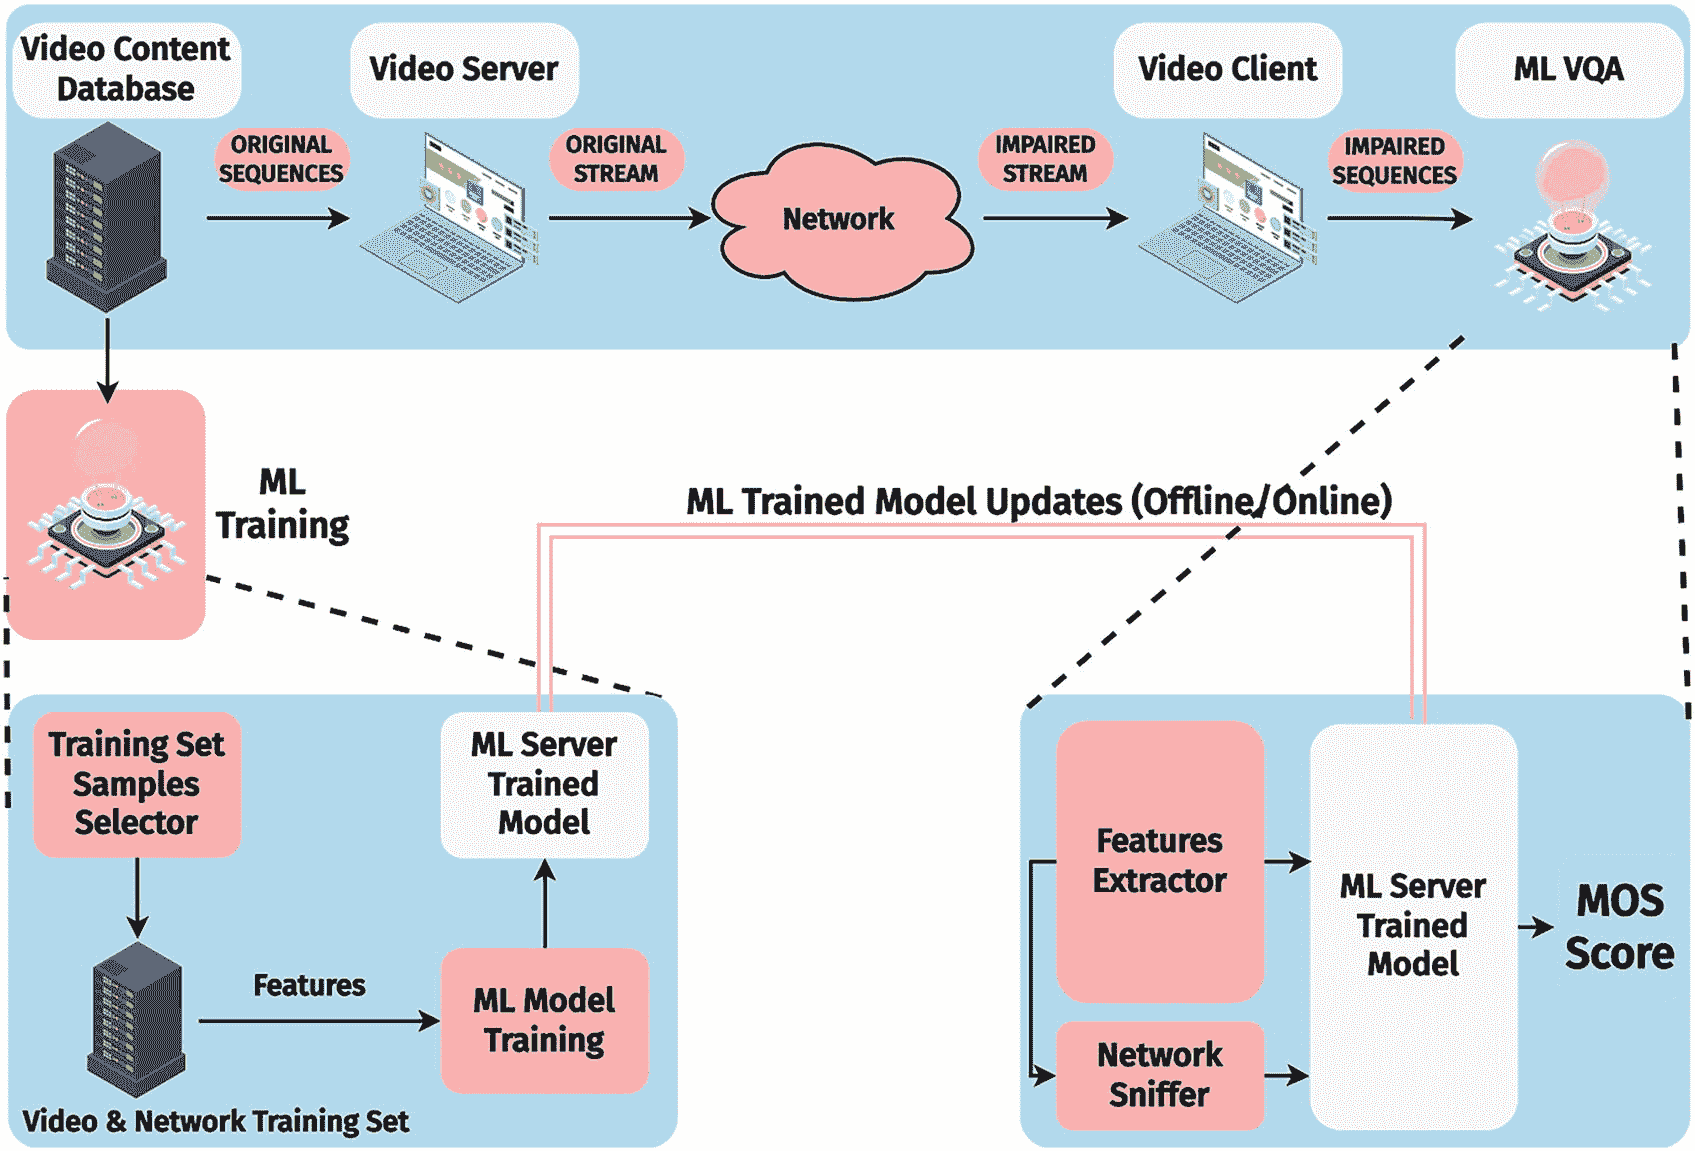 Video Content
Database
Video Server
Video Client
ML VQA
ORIGINAL
SEQUENCES
ORIGINAL
STREAM
IMPAIRED
STREAM
IMPAIRED
SEQUENCES
Network
ML
Training
ML Trained Model Updates (Offline/Online)
Training Set
Samples
Selector
ML Server
Trained
Model
Features
ML Model
Training
Video & Network Training Set
Features
Extractor
Network
Sniffer
ML Server
Trained
Model
MOS
Score